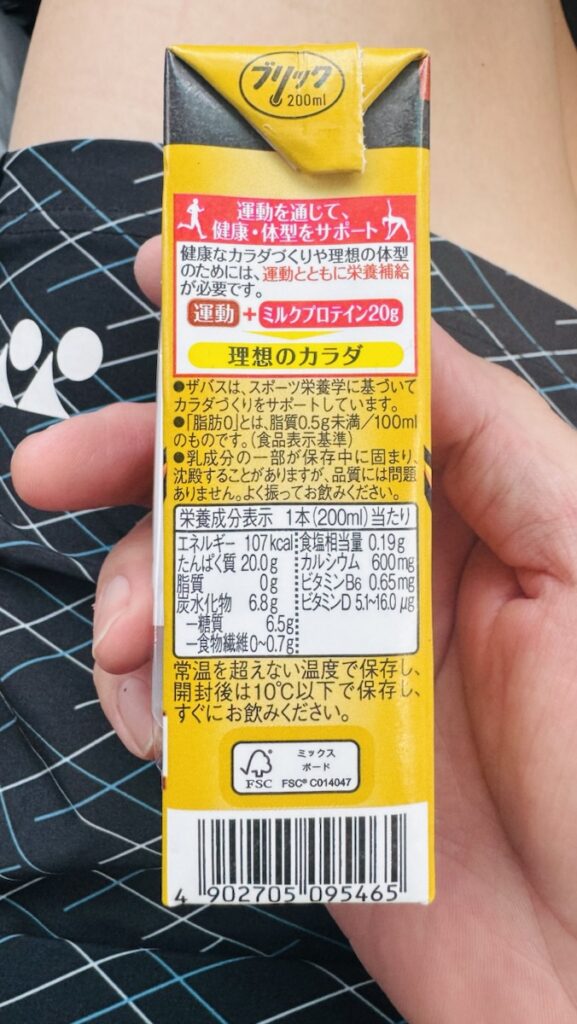 ブリック
200ml
運動を通じて、
健康・体型をサポート
健康なカラダづくりや理想の体型
のためには、運動とともに栄養補給
が必要です。
運動+ミルクプロテイン20g
理想のカラダ
●ザバスは、スポーツ栄養学に基づいて
カラダづくりをサポートしています。
●「脂肪0」とは、脂質0.5g未満/100ml
のものです。(食品表示基準)
●乳成分の一部が保存中に固まり、
沈殿することがありますが、品質には問題
ありません。よく振ってお飲みください。
栄養成分表示 1本(200ml)当たり
エネルギー 107kcal
たんぱく質 20.0g
脂質 0g
炭水化物 6.8g
ー糖質 6.5g
ー食物繊維0~0.7g
食塩相当量 0.19g
カルシウム 600mg
ビタミンB6 0.65mg
ビタミンD 5.1~16.0μg
常温を超えない温度で保存し、
開封後は10℃以下で保存し、
すぐにお飲みください。
ミックス
ボード
FSC FSC® C014047
4 902705 095465